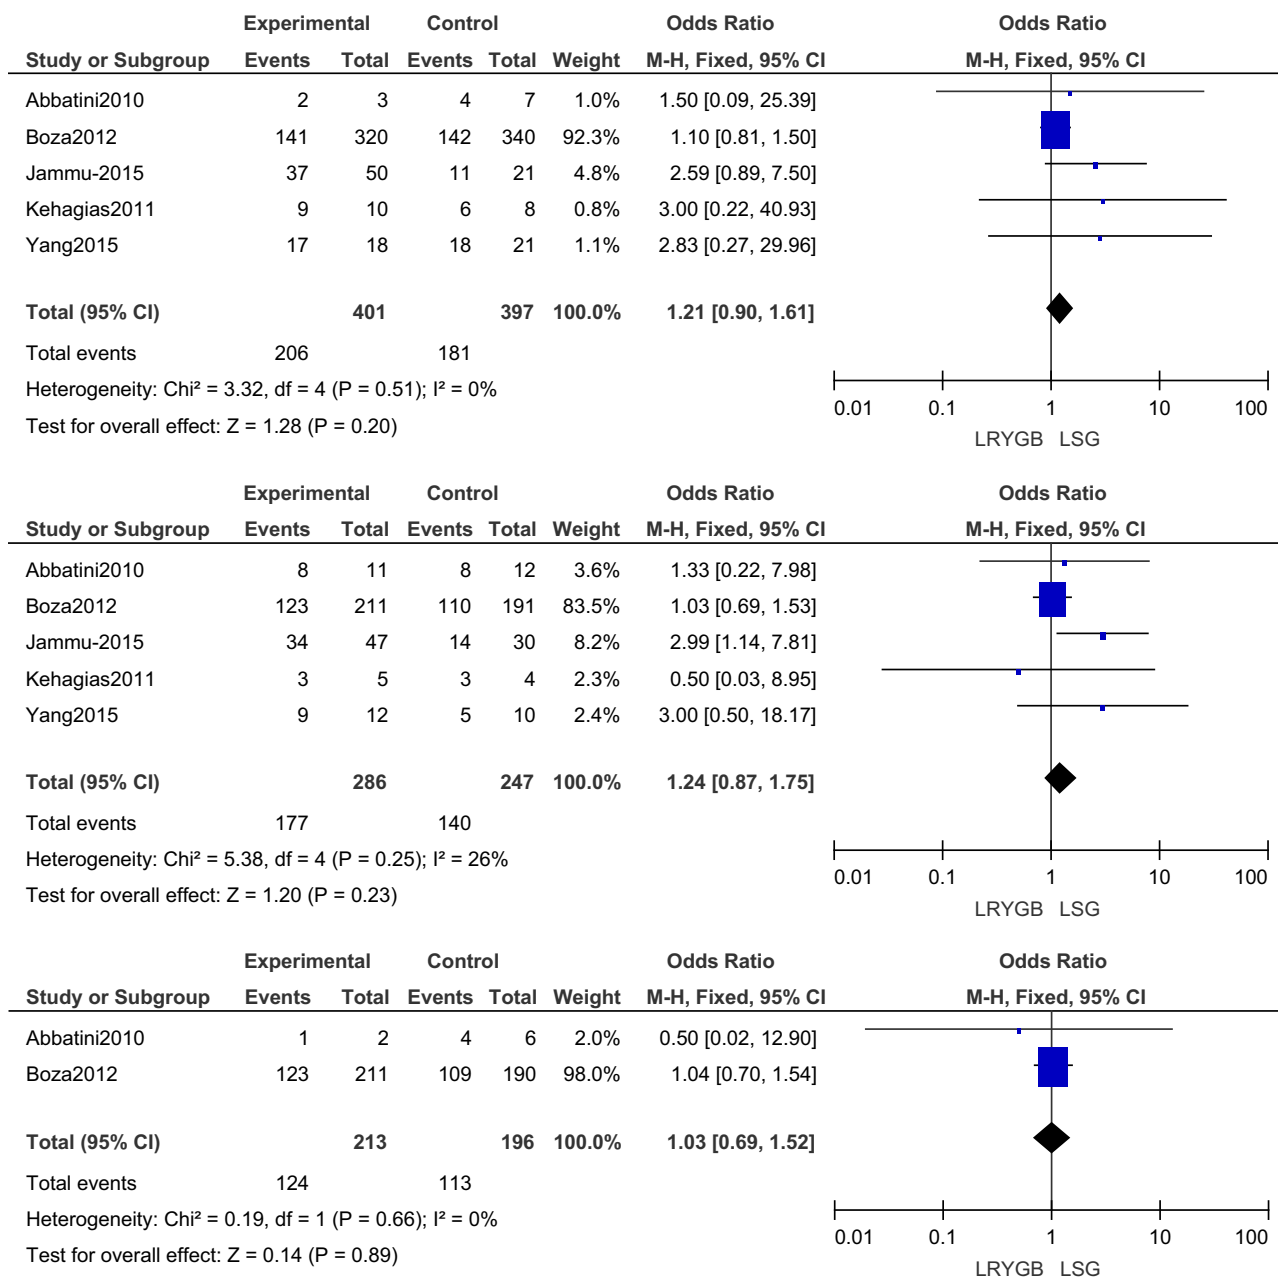 Experimental Control Odds Ratio Odds Ratio
Study or Subgroup Events Total Events Total Weight M-H, Fixed, 95% CI M-H, Fixed, 95% CI
Abbatini2010 2 3 4 7 1.0% 1.50 [0.09, 25.39]
Boza2012 141 320 142 340 92.3% 1.10 [0.81, 1.50]
Jammu-2015 37 50 11 21 4.8% 2.59 [0.89, 7.50]
Kehagias2011 9 10 6 8 0.8% 3.00 [0.22, 40.93]
Yang2015 17 18 18 21 1.1% 2.83 [0.27, 29.96]
Total (95% CI) 401 397 100.0% 1.21 [0.90, 1.61]
Total events 206 181
Heterogeneity: Chi² = 3.32, df = 4 (P = 0.51); I² = 0%
Test for overall effect: Z = 1.28 (P = 0.20)
0.01 0.1 1 10 100
LRYGB LSG
Experimental Control Odds Ratio Odds Ratio
Study or Subgroup Events Total Events Total Weight M-H, Fixed, 95% CI M-H, Fixed, 95% CI
Abbatini2010 8 11 8 12 3.6% 1.33 [0.22, 7.98]
Boza2012 123 211 110 191 83.5% 1.03 [0.69, 1.53]
Jammu-2015 34 47 14 30 8.2% 2.99 [1.14, 7.81]
Kehagias2011 3 5 3 4 2.3% 0.50 [0.03, 8.95]
Yang2015 9 12 5 10 2.4% 3.00 [0.50, 18.17]
Total (95% CI) 286 247 100.0% 1.24 [0.87, 1.75]
Total events 177 140
Heterogeneity: Chi² = 5.38, df = 4 (P = 0.25); I² = 26%
Test for overall effect: Z = 1.20 (P = 0.23)
0.01 0.1 1 10 100
LRYGB LSG
Experimental Control Odds Ratio Odds Ratio
Study or Subgroup Events Total Events Total Weight M-H, Fixed, 95% CI M-H, Fixed, 95% CI
Abbatini2010 1 2 4 6 2.0% 0.50 [0.02, 12.90]
Boza2012 123 211 109 190 98.0% 1.04 [0.70, 1.54]
Total (95% CI) 213 196 100.0% 1.03 [0.69, 1.52]
Total events 124 113
Heterogeneity: Chi² = 0.19, df = 1 (P = 0.66); I² = 0%
Test for overall effect: Z = 0.14 (P = 0.89)
0.01 0.1 1 10 100
LRYGB LSG